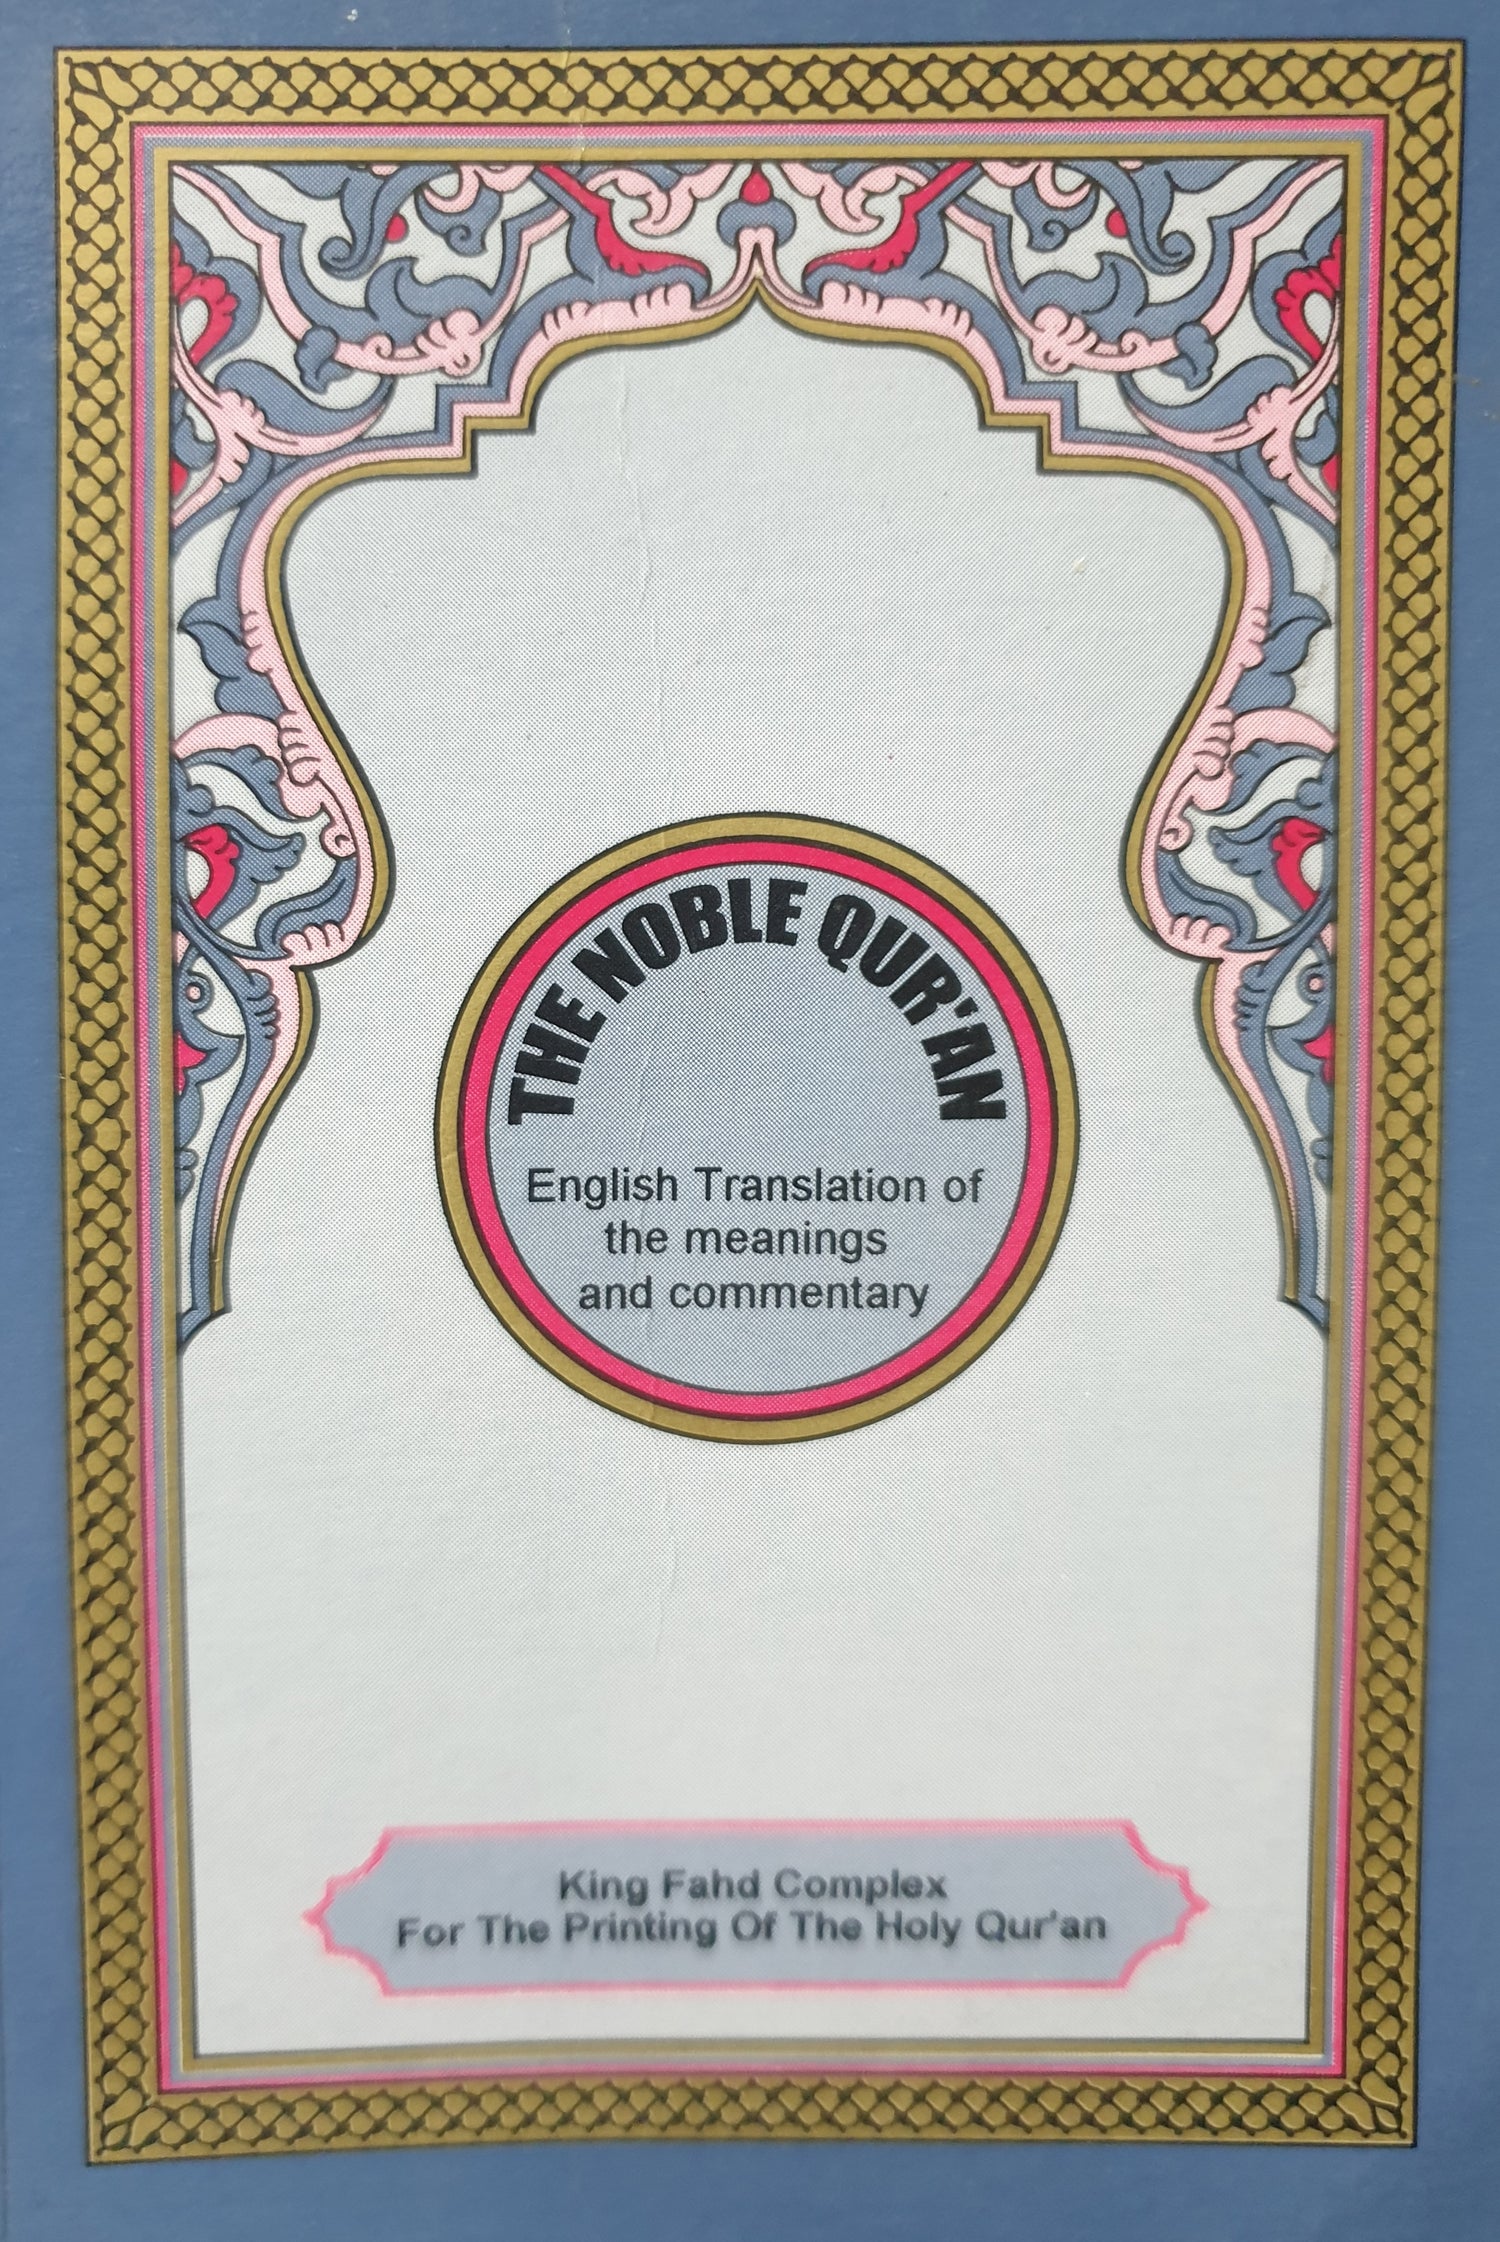 THE NOBLE QUR'AN
English Translation of
the meanings
and commentary
King Fahd Complex
For The Printing Of The Holy Qur'an